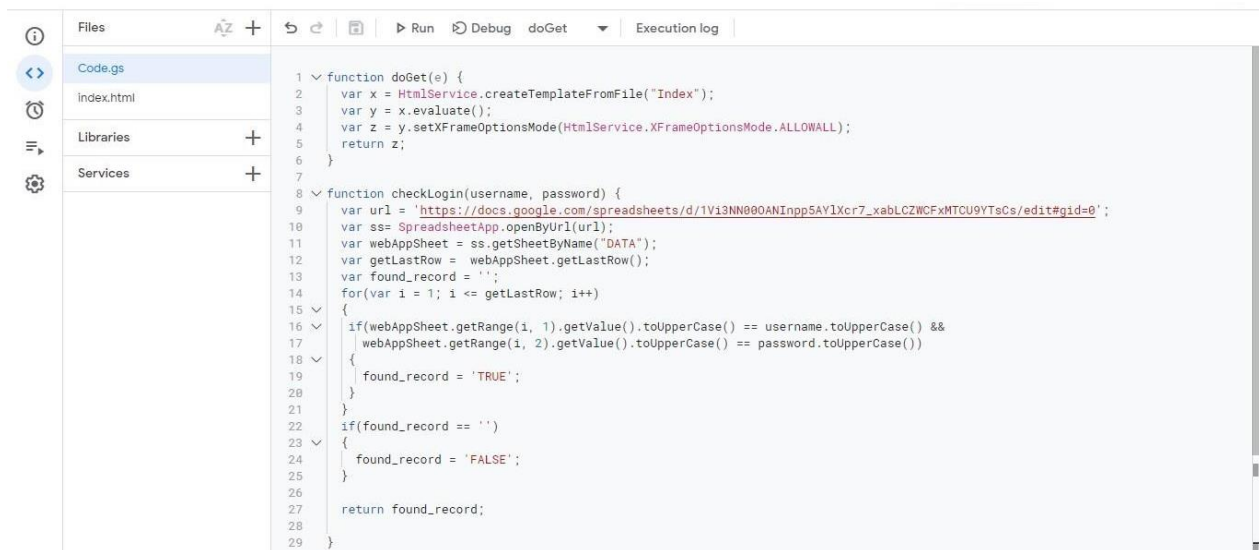 Files
AZ
Run Debug doGet Execution log
Code.gs
index.html
Libraries
Services
1 function doGet(e) {
2 var x = HtmlService.createTemplateFromFile("Index");
3 var y = x.evaluate();
4 var z = y.setXFrameOptionsMode(HtmlService.XFrameOptionsMode.ALLOWALL);
5 return z;
6 }
7
8 function checkLogin(username, password) {
9 var url = 'https://docs.google.com/spreadsheets/d/1Vi3NN00OANInpp5AYlXcr7_xabLCZWCFxMTCU9YTsCs/edit#gid=0';
10 var ss= SpreadsheetApp.openByUrl(url);
11 var webAppSheet = ss.getSheetByName("DATA");
12 var getLastRow = webAppSheet.getLastRow();
13 var found_record = '';
14 for(var i = 1; i <= getLastRow; i++)
15 {
16 if(webAppSheet.getRange(i, 1).getValue().toUpperCase() == username.toUpperCase() &&
17 webAppSheet.getRange(i, 2).getValue().toUpperCase() == password.toUpperCase())
18 {
19 found_record = 'TRUE';
20 }
21 }
22 if(found_record == '')
23 {
24 found_record = 'FALSE';
25 }
26
27 return found_record;
28
29 }